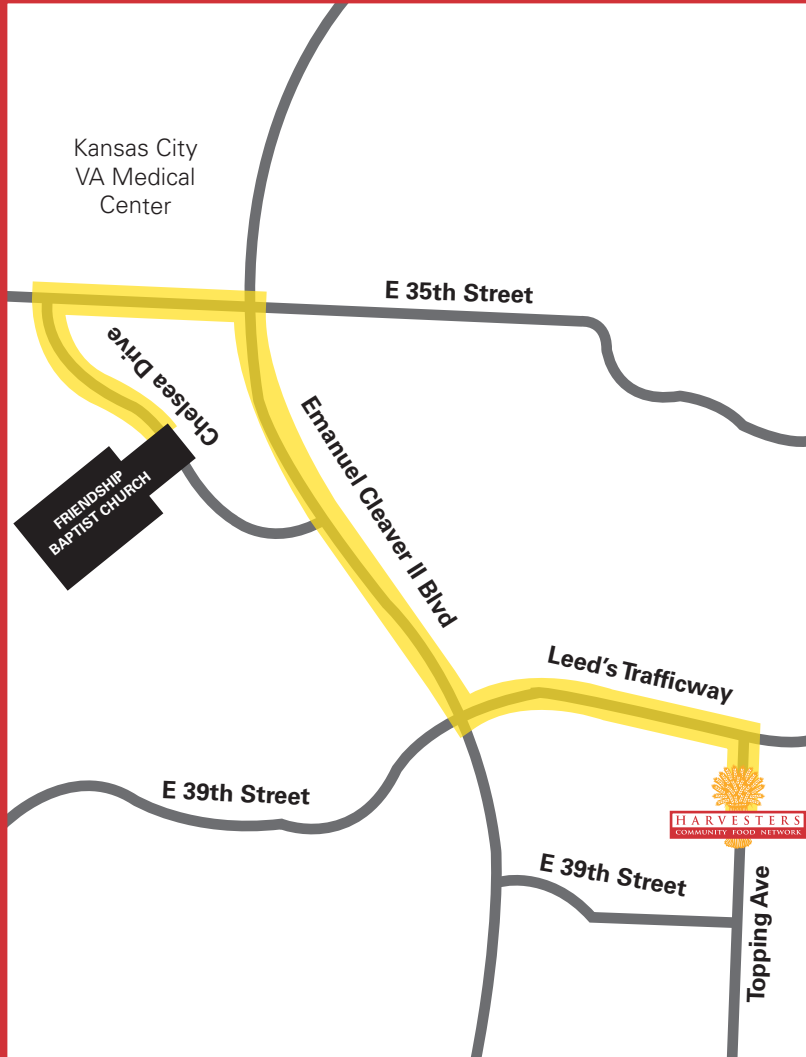 Kansas City
VA Medical
Center
E 35th Street
Chelsea Drive
FRIENDSHIP
BAPTIST CHURCH
Emanuel Cleaver II Blvd
Leed's Trafficway
E 39th Street
HARVESTERS
COMMUNITY FOOD NETWORK
E 39th Street
Topping Ave